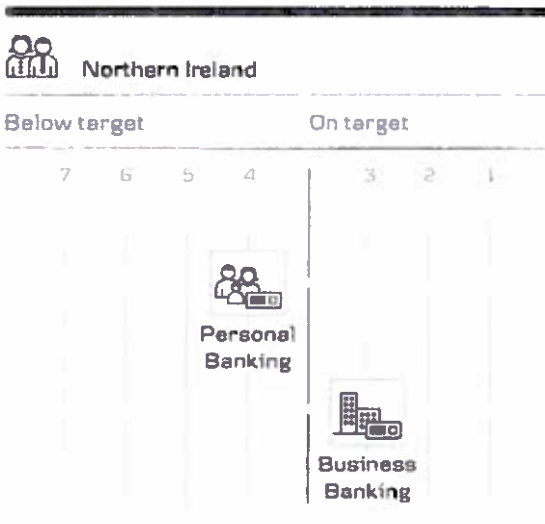 Northern Ireland
Below target On target
7 6 5 4 3 2 1
Personal
Banking
Business
Banking